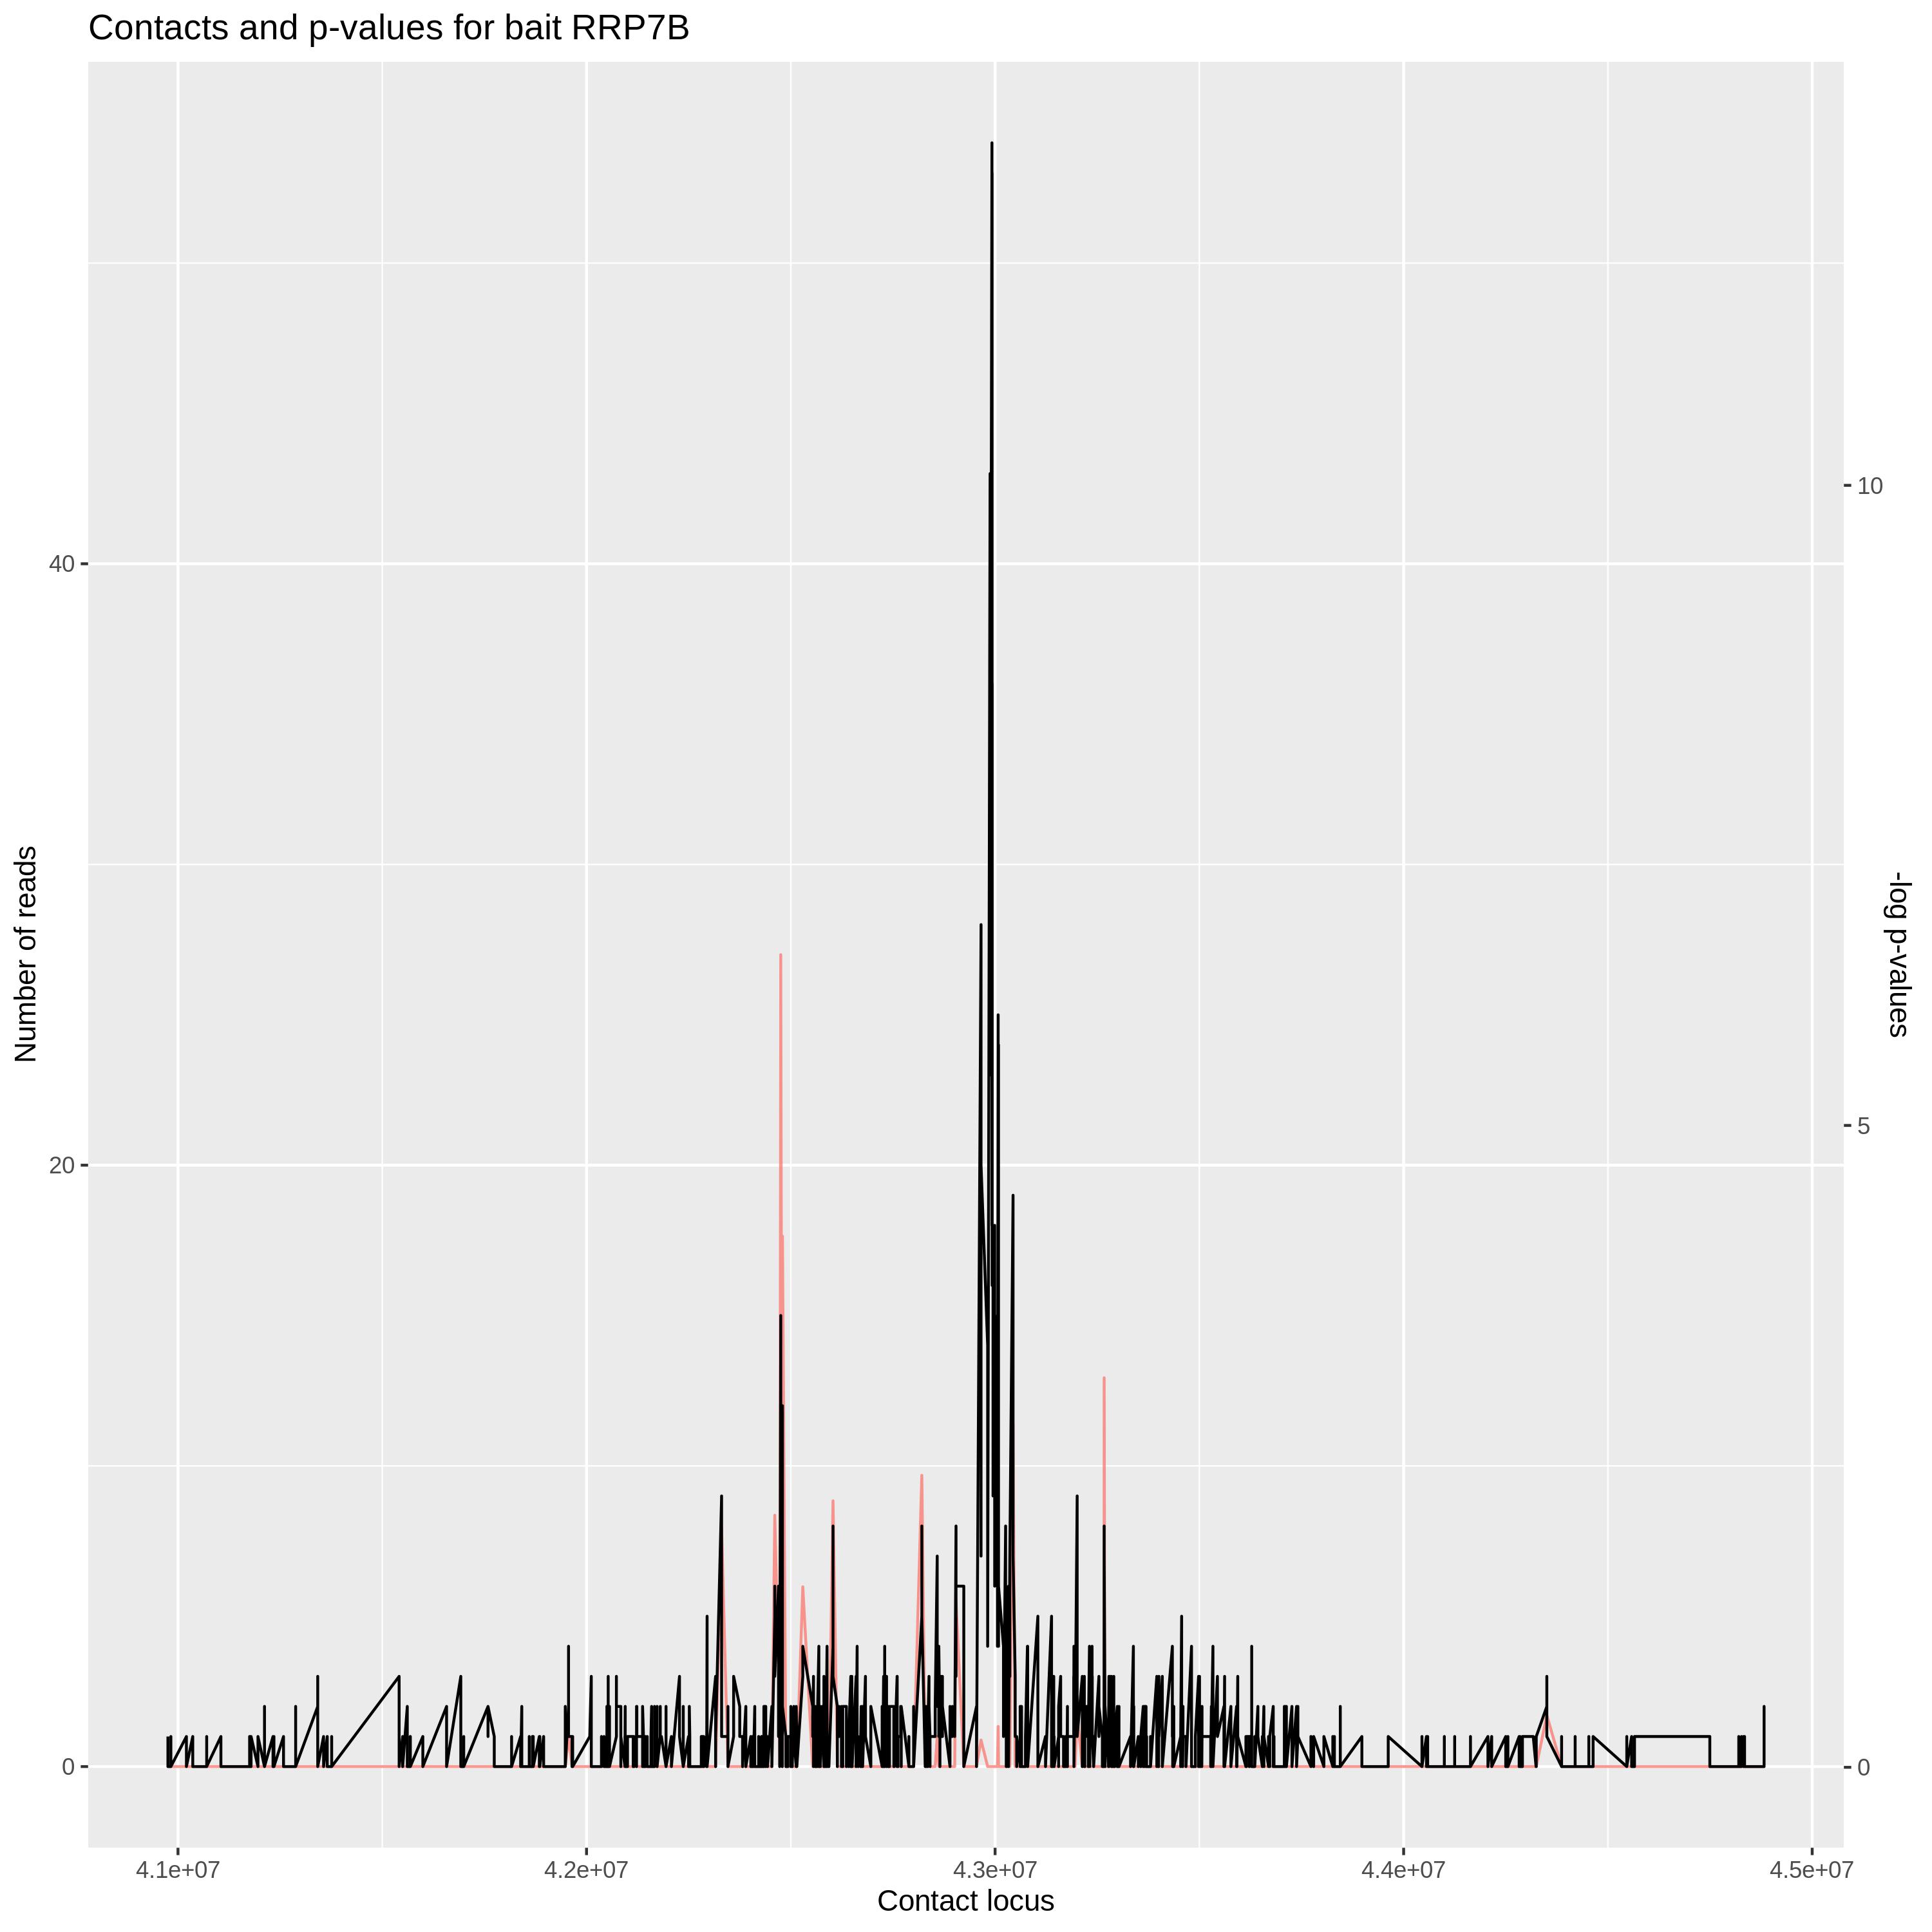 Contacts and p-values for bait RRP7B
Number of reads
40
20
0
10
5
0
-log p-values
4.1e+07 4.2e+07 4.3e+07 4.4e+07 4.5e+07
Contact locus